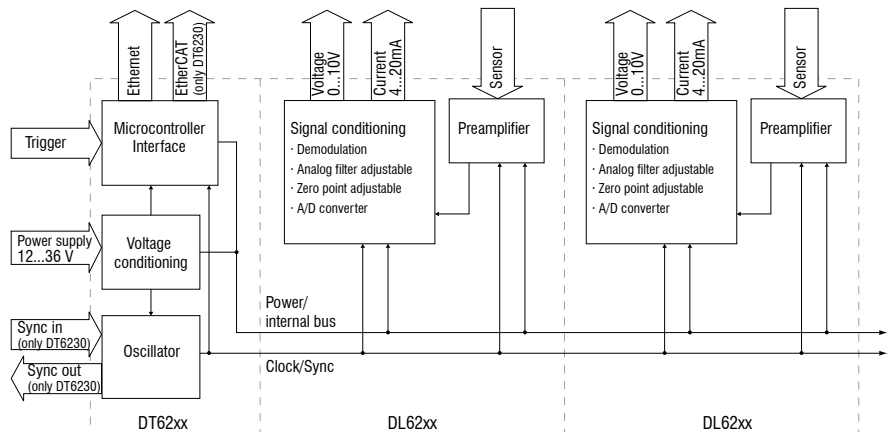 Ethernet
EtherCAT
(only DT6230)
Voltage
0...10V
Current
4...20mA
Sensor
Voltage
0...10V
Current
4...20mA
Sensor
Trigger
Microcontroller
Interface
Signal conditioning
· Demodulation
· Analog filter adjustable
· Zero point adjustable
· A/D converter
Preamplifier
Signal conditioning
· Demodulation
· Analog filter adjustable
· Zero point adjustable
· A/D converter
Preamplifier
Power supply
12...36 V
Voltage
conditioning
Power/
internal bus
Sync in
(only DT6230)
Oscillator
Sync out
(only DT6230)
Clock/Sync
DT62xx
DL62xx
DL62xx